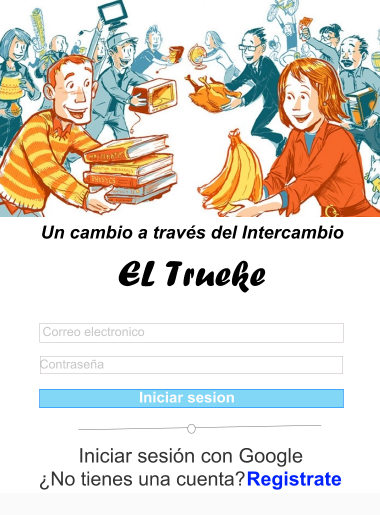 Un cambio a través del Intercambio
EL Trueke
Correo electronico
Contraseña
Iniciar sesion
Iniciar sesión con Google
¿No tienes una cuenta?Registrate